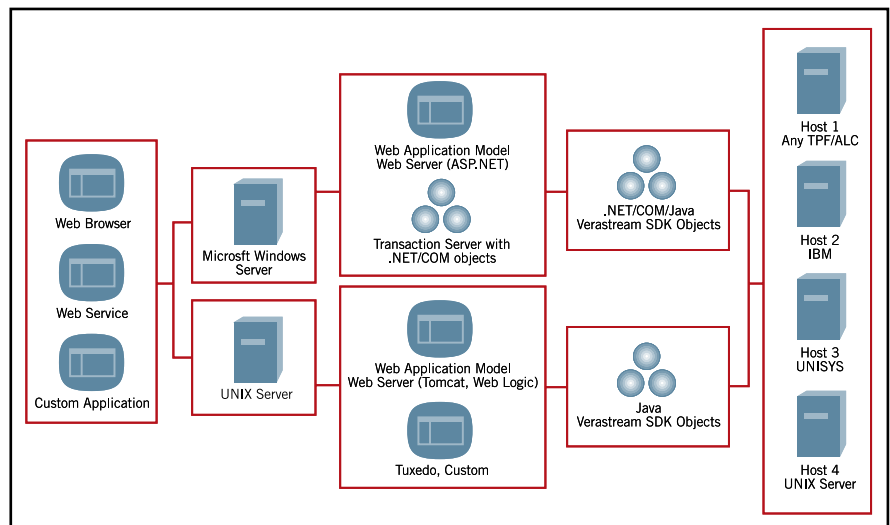 Web Browser
Web Service
Custom Application
Microsft Windows
Server
UNIX Server
Web Application Model
Web Server (ASP.NET)
Transaction Server with
.NET/COM objects
Web Application Model
Web Server (Tomcat, Web Logic)
Tuxedo, Custom
.NET/COM/Java
Verastream SDK Objects
Java
Verastream SDK Objects
Host 1
Any TPF/ALC
Host 2
IBM
Host 3
UNISYS
Host 4
UNIX Server